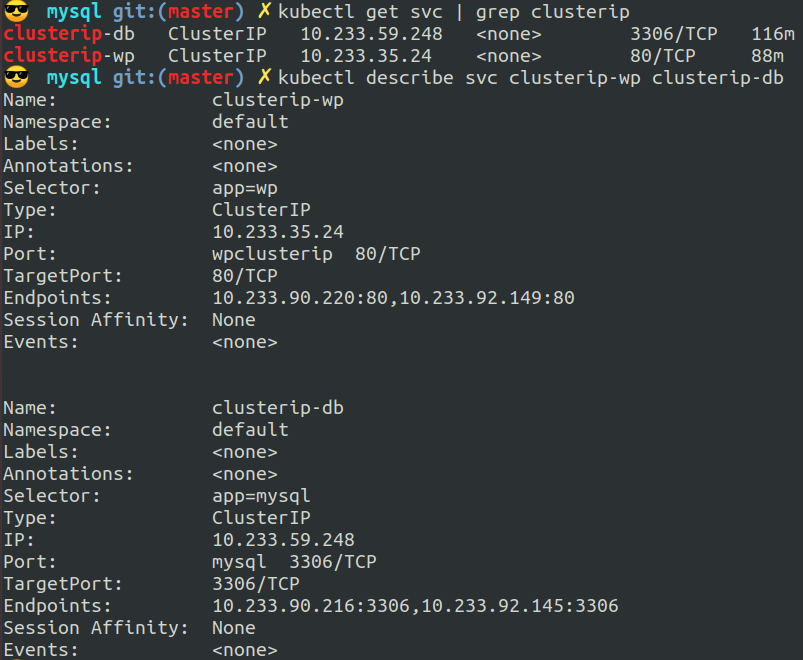 😎 mysql git:(master) ✗ kubectl get svc | grep clusterip
clusterip-db ClusterIP 10.233.59.248 <none> 3306/TCP 116m
clusterip-wp ClusterIP 10.233.35.24 <none> 80/TCP 88m
😎 mysql git:(master) ✗ kubectl describe svc clusterip-wp clusterip-db
Name: clusterip-wp
Namespace: default
Labels: <none>
Annotations: <none>
Selector: app=wp
Type: ClusterIP
IP: 10.233.35.24
Port: wpclusterip 80/TCP
TargetPort: 80/TCP
Endpoints: 10.233.90.220:80,10.233.92.149:80
Session Affinity: None
Events: <none>
Name: clusterip-db
Namespace: default
Labels: <none>
Annotations: <none>
Selector: app=mysql
Type: ClusterIP
IP: 10.233.59.248
Port: mysql 3306/TCP
TargetPort: 3306/TCP
Endpoints: 10.233.90.216:3306,10.233.92.145:3306
Session Affinity: None
Events: <none>